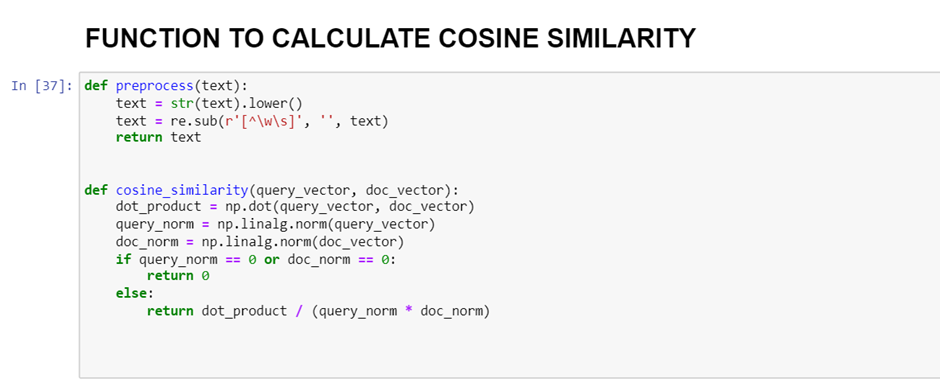 FUNCTION TO CALCULATE COSINE SIMILARITY
In [37]: def preprocess(text):
    text = str(text).lower()
    text = re.sub(r'[^\w\s]', '', text)
    return text
def cosine_similarity(query_vector, doc_vector):
    dot_product = np.dot(query_vector, doc_vector)
    query_norm = np.linalg.norm(query_vector)
    doc_norm = np.linalg.norm(doc_vector)
    if query_norm == 0 or doc_norm == 0:
        return 0
    else:
        return dot_product / (query_norm * doc_norm)